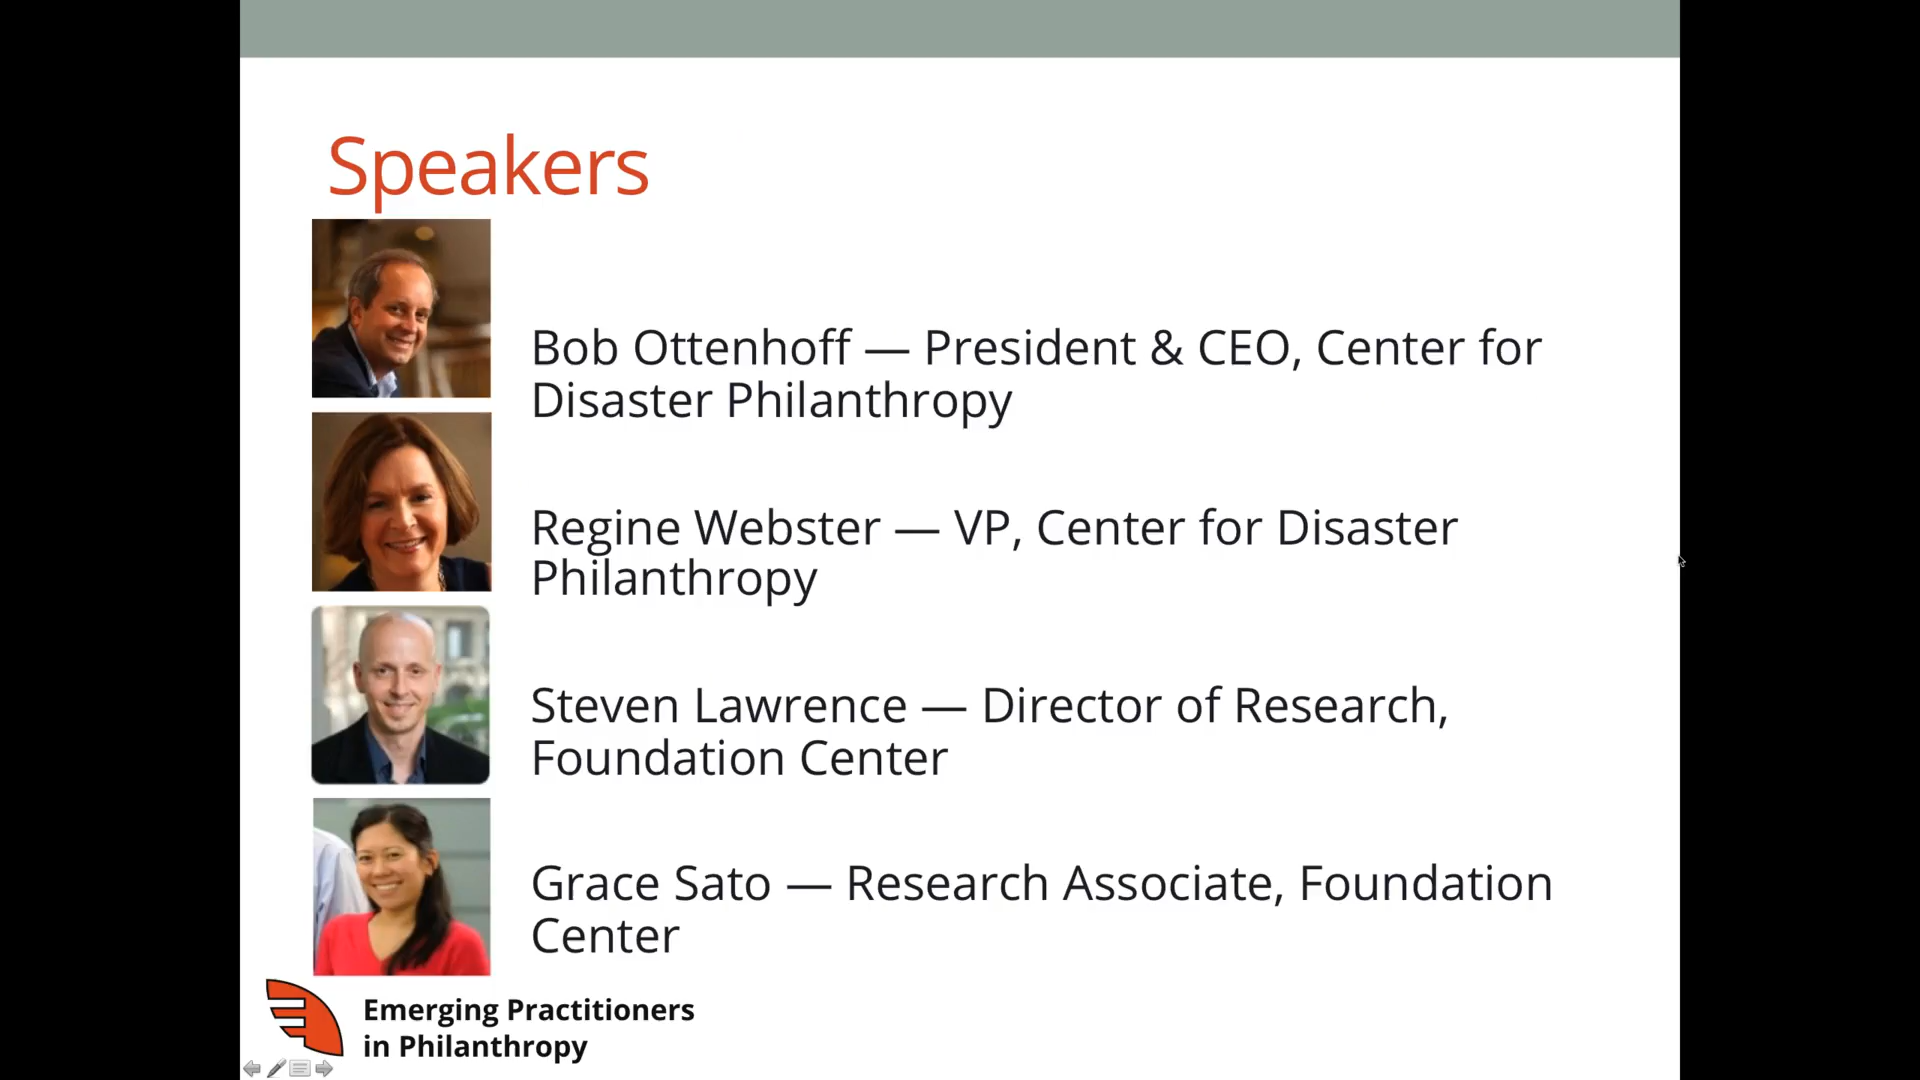 Speakers
Bob Ottenhoff — President & CEO, Center for
Disaster Philanthropy
Regine Webster — VP, Center for Disaster
Philanthropy
Steven Lawrence — Director of Research,
Foundation Center
Grace Sato — Research Associate, Foundation
Center
Emerging Practitioners
in Philanthropy